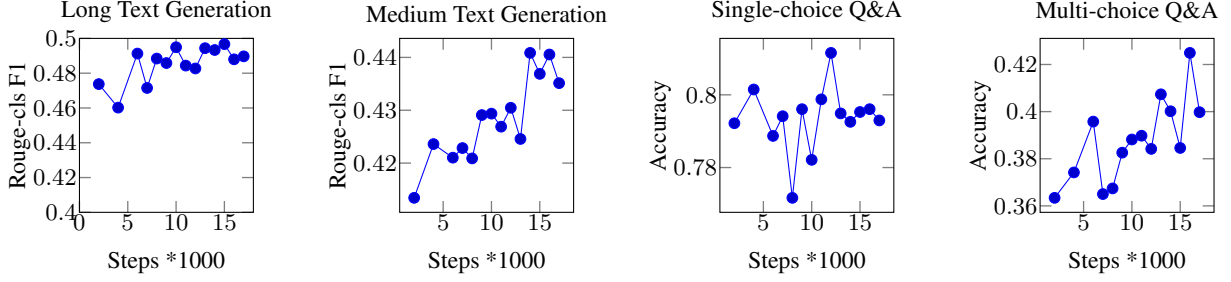 Long Text Generation
0.5
0.48
0.46
0.44
0.42
0.4
Rouge-cls F1
0 5 10 15
Steps *1000
Medium Text Generation
0.44
0.43
0.42
Rouge-cls F1
5 10 15
Steps *1000
Single-choice Q&A
0.8
0.78
Accuracy
5 10 15
Steps *1000
Multi-choice Q&A
0.42
0.4
0.38
0.36
Accuracy
5 10 15
Steps *1000